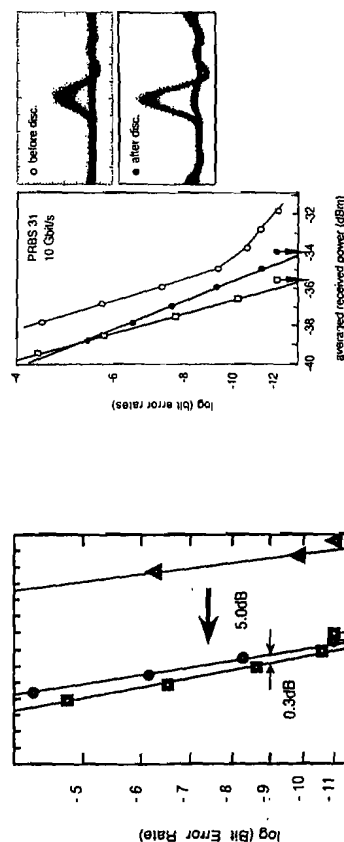 log (Bit Error Rate)
-5
-6
-7
-8
-9
-10
-11
5.0dB
0.3dB
log (bit error rates)
-4
-6
-8
-10
-12
PRBS 31
10 Gbit/s
-40
-38
-36
-34
-32
averaged received power (dBm)
before disc.
after disc.